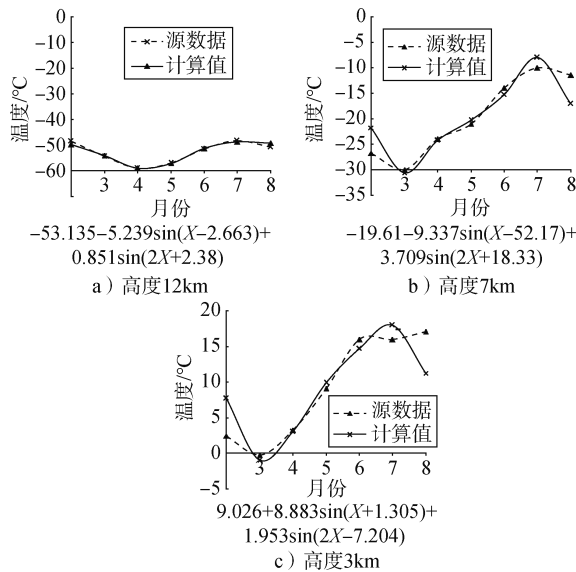 0
-10
-20
-30
-40
-50
-60
温度/℃
源数据
计算值
3 4 5 6 7 8
月份
-53.135-5.239sin(X-2.663)+
0.851sin(2X+2.38)
a）高度12km
0
-5
-10
-15
-20
-25
-30
-35
温度/℃
源数据
计算值
3 4 5 6 7 8
月份
-19.61-9.337sin(X-52.17)+
3.709sin(2X+18.33)
b）高度7km
20
15
10
5
0
-5
温度/℃
源数据
计算值
3 4 5 6 7 8
月份
9.026+8.883sin(X+1.305)+
1.953sin(2X-7.204)
c）高度3km